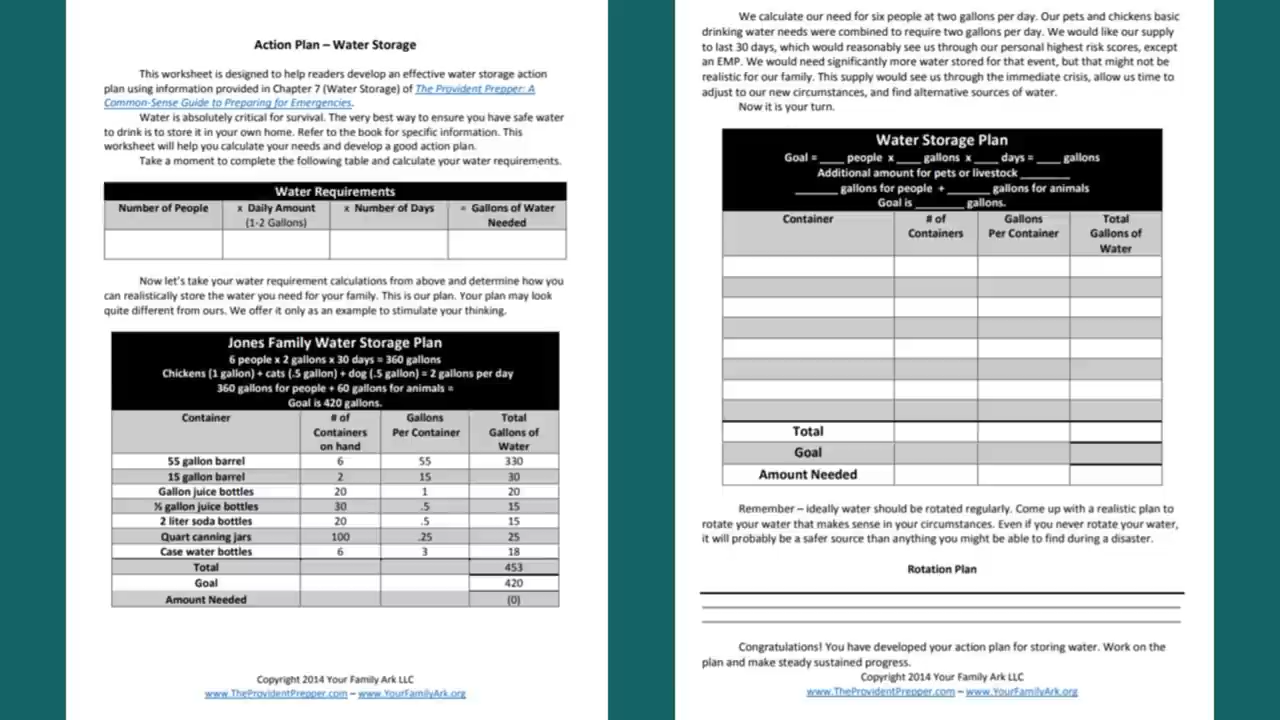 Action Plan – Water Storage
This worksheet is designed to help readers develop an effective water storage action
plan using information provided in Chapter 7 (Water Storage) of The Provident Prepper: A
Common-Sense Guide to Preparing for Emergencies.
Water is absolutely critical for survival. The very best way to ensure you have safe water
to drink is to store it in your own home. Refer to the book for specific information. This
worksheet will help you calculate your needs and develop a good action plan.
Take a moment to complete the following table and calculate your water requirements.
Water Requirements
Number of People x Daily Amount x Number of Days = Gallons of Water
(1-2 Gallons) Needed
Now let's take your water requirement calculations from above and determine how you
can realistically store the water you need for your family. This is our plan. Your plan may look
quite different from ours. We offer it only as an example to stimulate your thinking.
Jones Family Water Storage Plan
6 people x 2 gallons x 30 days = 360 gallons
Chickens (1 gallon) + cats (.5 gallon) + dog (.5 gallon) = 2 gallons per day
360 gallons for people + 60 gallons for animals =
Goal is 420 gallons.
Container # of Gallons Total
Containers Per Container Gallons of
on hand Water
55 gallon barrel 6 55 330
15 gallon barrel 2 15 30
Gallon juice bottles 20 1 20
½ gallon juice bottles 30 .5 15
2 liter soda bottles 20 .5 15
Quart canning jars 100 .25 25
Case water bottles 6 3 18
Total 453
Goal 420
Amount Needed (0)
Copyright 2014 Your Family Ark LLC
www.TheProvidentPrepper.com – www.YourFamilyArk.org
We calculate our need for six people at two gallons per day. Our pets and chickens basic
drinking water needs were combined to require two gallons per day. We would like our supply
to last 30 days, which would reasonably see us through our personal highest risk scores, except
an EMP. We would need significantly more water stored for that event, but that might not be
realistic for our family. This supply would see us through the immediate crisis, allow us time to
adjust to our new circumstances, and find alternative sources of water.
Now it is your turn.
Water Storage Plan
Goal = ____ people x ____ gallons x ____ days = ____ gallons
Additional amount for pets or livestock ________
_______ gallons for people + _______ gallons for animals
Goal is ________ gallons.
Container # of Gallons Total
Containers Per Container Gallons of
Water
Total
Goal
Amount Needed
Remember – ideally water should be rotated regularly. Come up with a realistic plan to
rotate your water that makes sense in your circumstances. Even if you never rotate your water,
it will probably be a safer source than anything you might be able to find during a disaster.
Rotation Plan
Congratulations! You have developed your action plan for storing water. Work on the
plan and make steady sustained progress.
Copyright 2014 Your Family Ark LLC
www.TheProvidentPrepper.com – www.YourFamilyArk.org